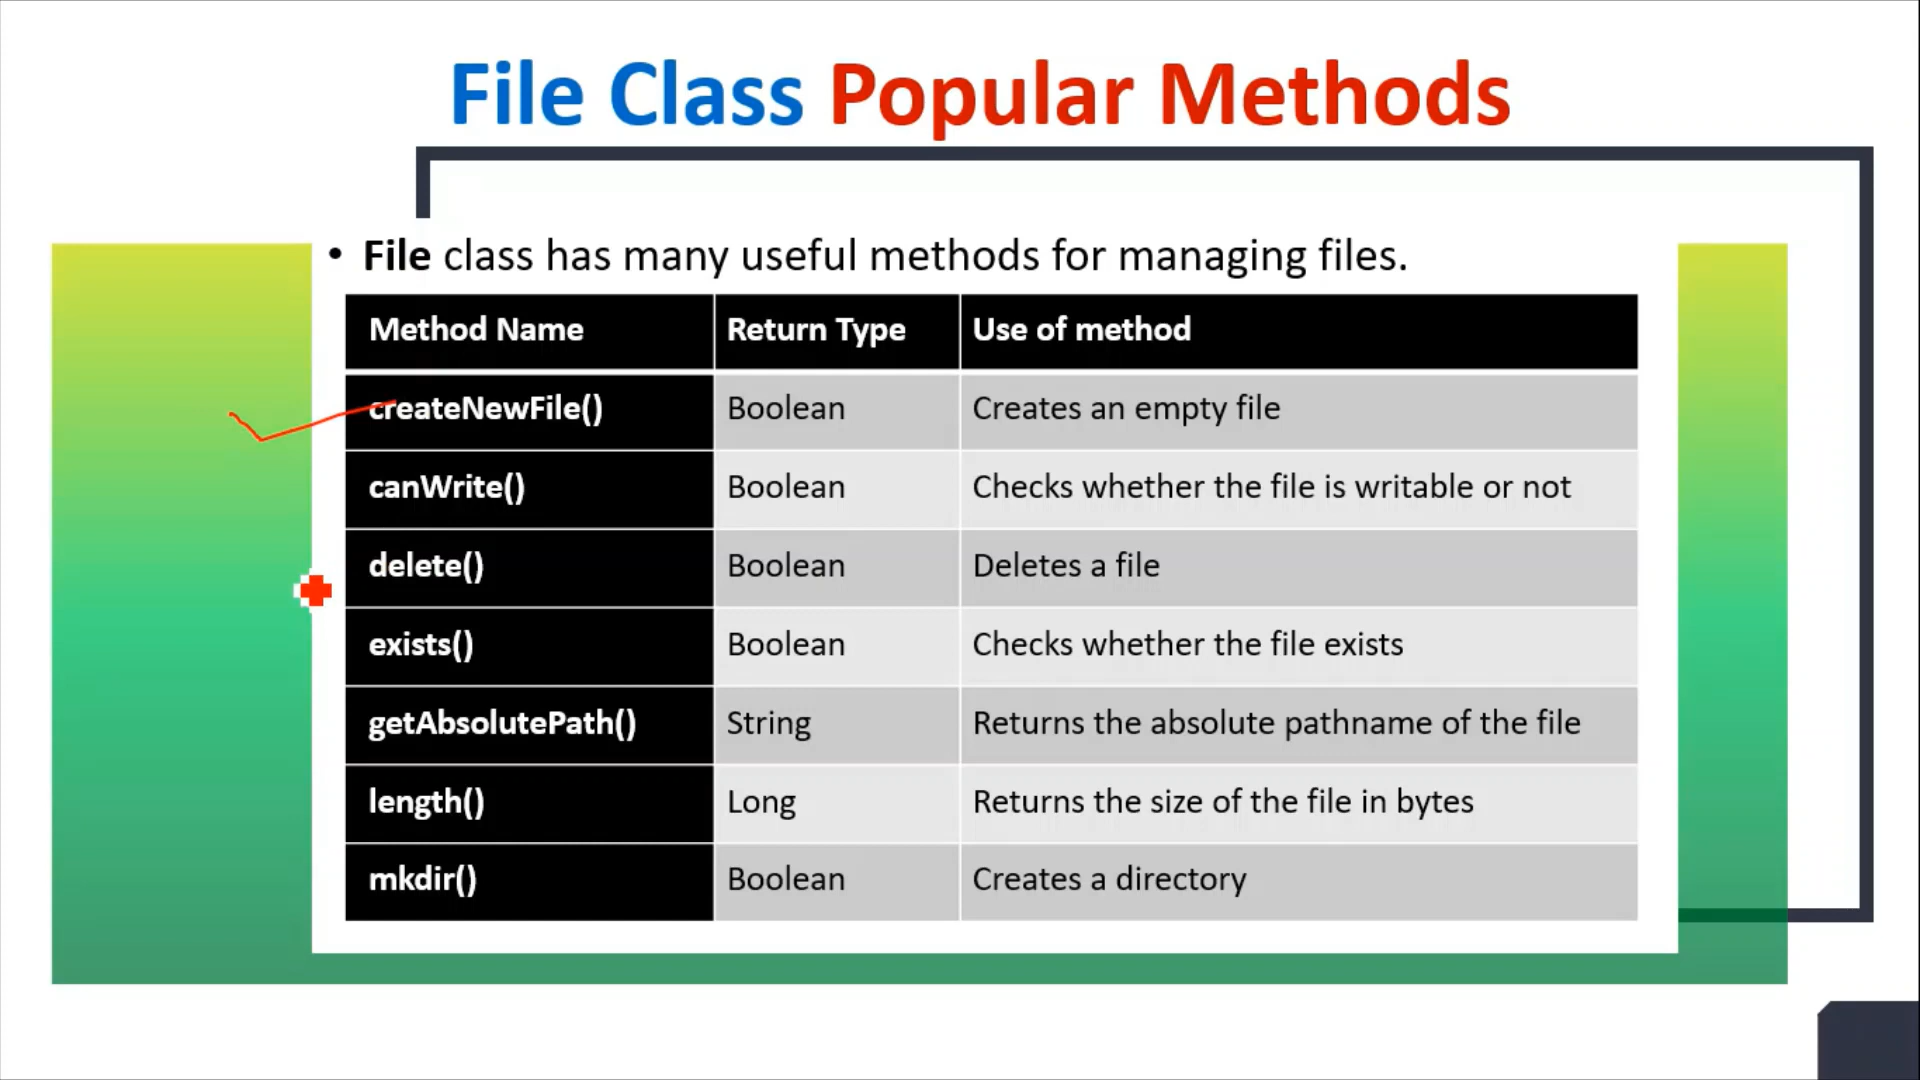 File Class Popular Methods
• File class has many useful methods for managing files.
Method Name Return Type Use of method
createNewFile() Boolean Creates an empty file
canWrite() Boolean Checks whether the file is writable or not
delete() Boolean Deletes a file
exists() Boolean Checks whether the file exists
getAbsolutePath() String Returns the absolute pathname of the file
length() Long Returns the size of the file in bytes
mkdir() Boolean Creates a directory